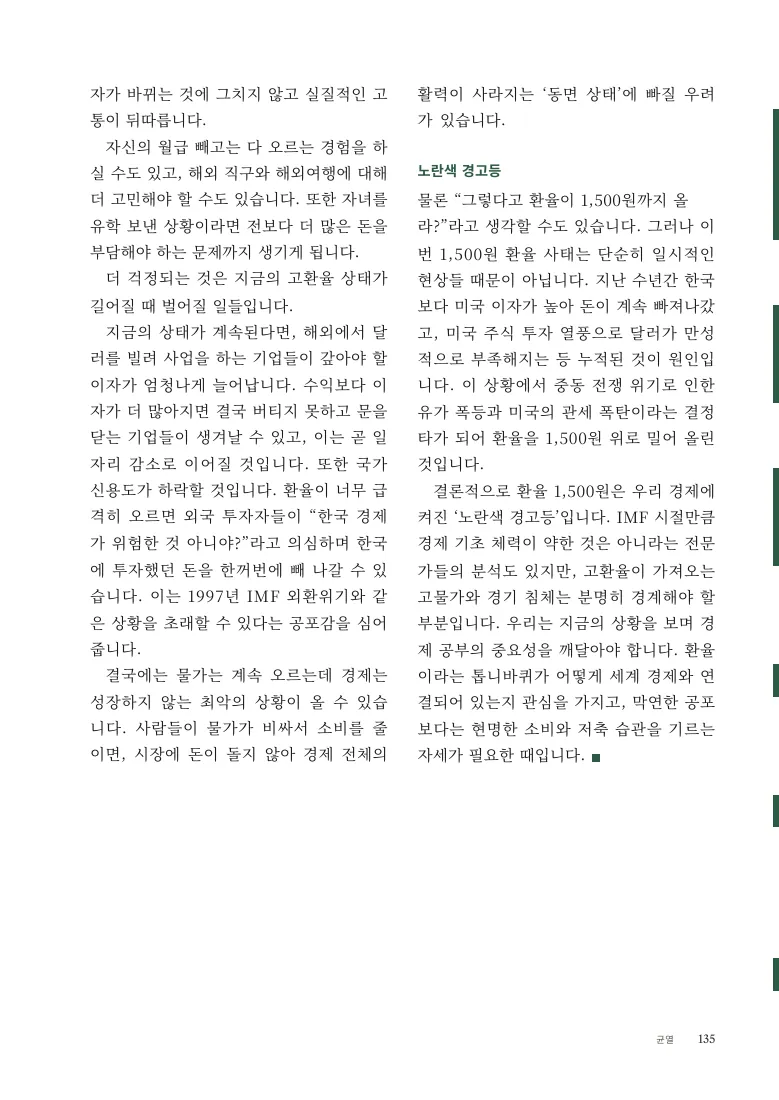 자가 바뀌는 것에 그치지 않고 실질적인 고
통이 뒤따릅니다.
자신의 월급 빼고는 다 오르는 경험을 하
실 수도 있고, 해외 직구와 해외여행에 대해
더 고민해야 할 수도 있습니다. 또한 자녀를
유학 보낸 상황이라면 전보다 더 많은 돈을
부담해야 하는 문제까지 생기게 됩니다.
더 걱정되는 것은 지금의 고환율 상태가
길어질 때 벌어질 일들입니다.
지금의 상태가 계속된다면, 해외에서 달
러를 빌려 사업을 하는 기업들이 갚아야 할
이자가 엄청나게 늘어납니다. 수익보다 이
자가 더 많아지면 결국 버티지 못하고 문을
닫는 기업들이 생겨날 수 있고, 이는 곧 일
자리 감소로 이어질 것입니다. 또한 국가
신용도가 하락할 것입니다. 환율이 너무 급
격히 오르면 외국 투자자들이 “한국 경제
가 위험한 것 아니야?”라고 의심하며 한국
에 투자했던 돈을 한꺼번에 빼 나갈 수 있
습니다. 이는 1997년 IMF 외환위기와 같
은 상황을 초래할 수 있다는 공포감을 심어
줍니다.
결국에는 물가는 계속 오르는데 경제는
성장하지 않는 최악의 상황이 올 수 있습
니다. 사람들이 물가가 비싸서 소비를 줄
이면, 시장에 돈이 돌지 않아 경제 전체의
활력이 사라지는 ‘동면 상태’에 빠질 우려
가 있습니다.
노란색 경고등
물론 “그렇다고 환율이 1,500원까지 올
라?”라고 생각할 수도 있습니다. 그러나 이
번 1,500원 환율 사태는 단순히 일시적인
현상들 때문이 아닙니다. 지난 수년간 한국
보다 미국 이자가 높아 돈이 계속 빠져나갔
고, 미국 주식 투자 열풍으로 달러가 만성
적으로 부족해지는 등 누적된 것이 원인입
니다. 이 상황에서 중동 전쟁 위기로 인한
유가 폭등과 미국의 관세 폭탄이라는 결정
타가 되어 환율을 1,500원 위로 밀어 올린
것입니다.
결론적으로 환율 1,500원은 우리 경제에
켜진 ‘노란색 경고등’입니다. IMF 시절만큼
경제 기초 체력이 약한 것은 아니라는 전문
가들의 분석도 있지만, 고환율이 가져오는
고물가와 경기 침체는 분명히 경계해야 할
부분입니다. 우리는 지금의 상황을 보며 경
제 공부의 중요성을 깨달아야 합니다. 환율
이라는 톱니바퀴가 어떻게 세계 경제와 연
결되어 있는지 관심을 가지고, 막연한 공포
보다는 현명한 소비와 저축 습관을 기르는
자세가 필요한 때입니다. ■
균열 135